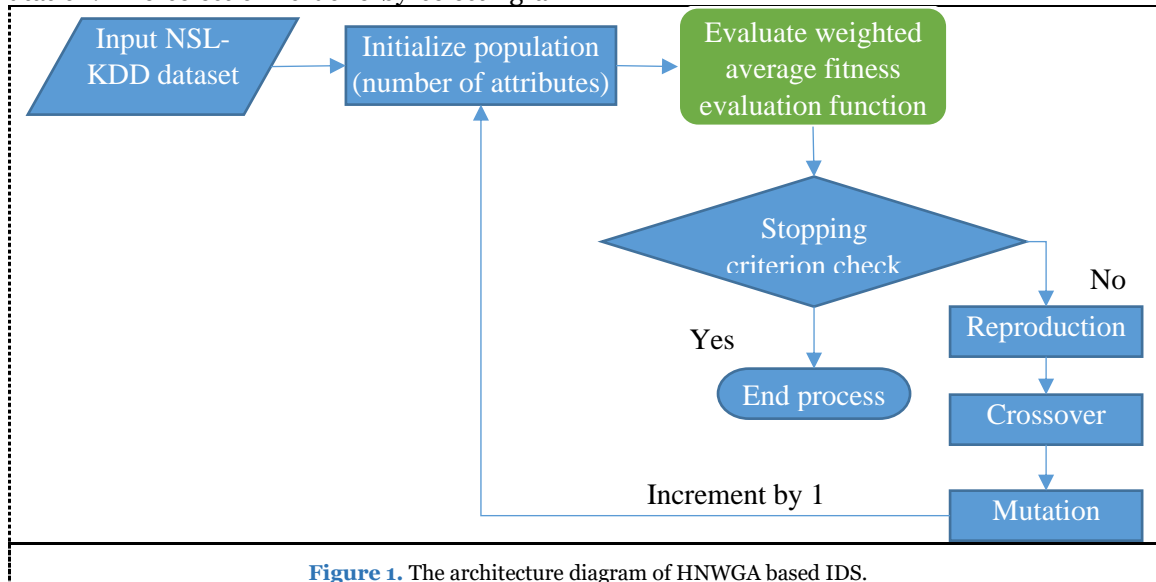 Input NSL-
KDD dataset
Initialize population
(number of attributes)
Evaluate weighted
average fitness
evaluation function
Stopping
criterion check
No
Yes
Reproduction
End process
Crossover
Increment by 1
Mutation
Figure 1. The architecture diagram of HNWGA based IDS.